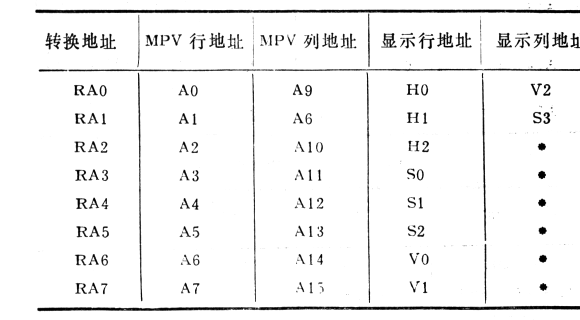 转换地址 MPV 行地址 MPV 列地址 显示行地址 显示列地址
RA0 A0 A9 H0 V2
RA1 A1 A6 H1 S3
RA2 A2 A10 H2 *
RA3 A3 A11 S0 *
RA4 A4 A12 S1 *
RA5 A5 A13 S2 *
RA6 A6 A14 V0 *
RA7 A7 A15 V1 *